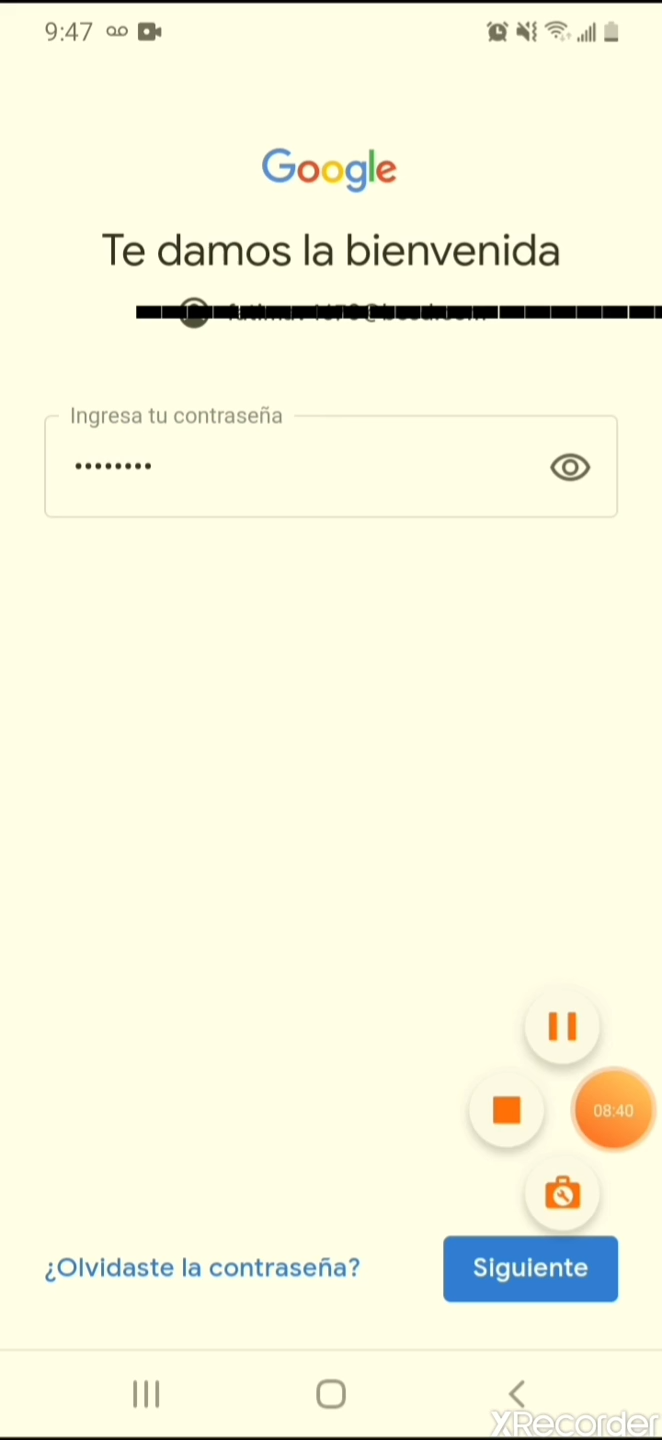 9:47
Google
Te damos la bienvenida
Ingresa tu contraseña
••••••••
08:40
¿Olvidaste la contraseña?
Siguiente
XRecorder